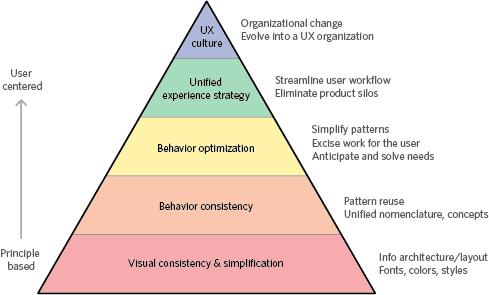 UX
culture
Organizational change
Evolve into a UX organization
User
centered
Unified
experience strategy
Streamline user workflow
Eliminate product silos
Behavior optimization
Simplify patterns
Excise work for the user
Anticipate and solve needs
Behavior consistency
Pattern reuse
Unified nomenclature, concepts
Principle
based
Visual consistency & simplification
Info architecture/layout
Fonts, colors, styles